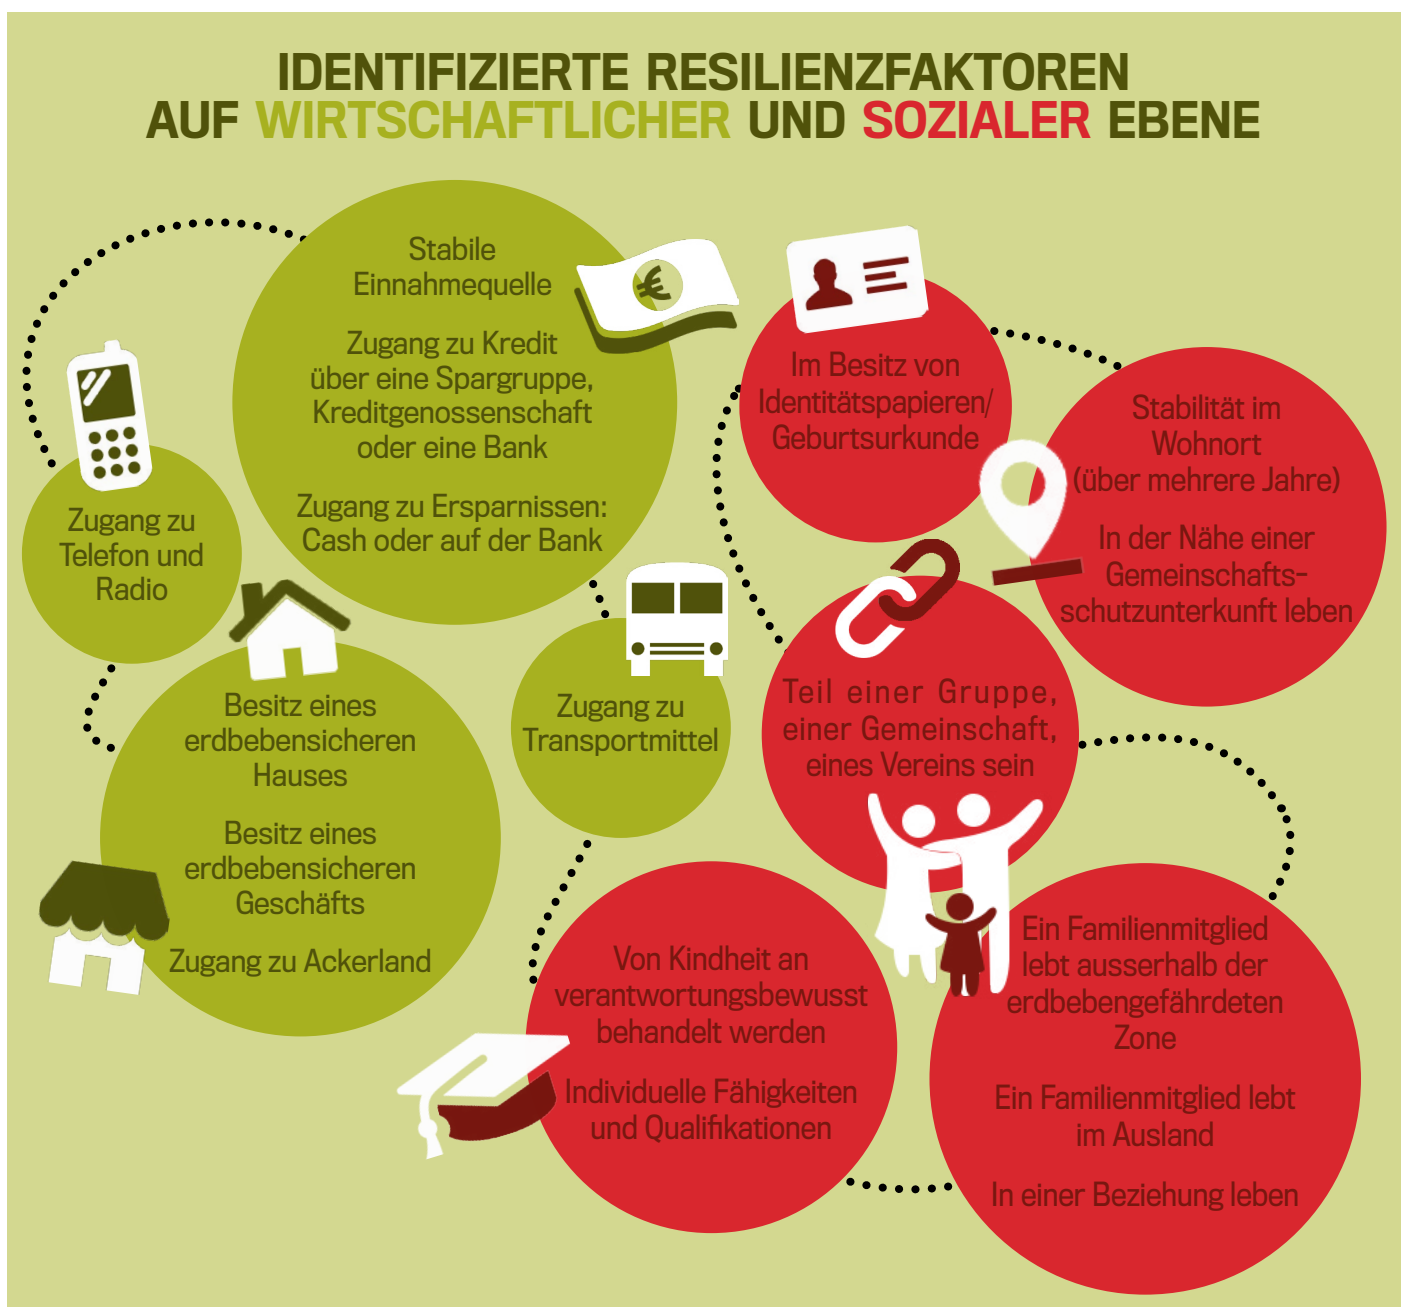 IDENTIFIZIERTE RESILIENZFAKTOREN
AUF WIRTSCHAFTLICHER UND SOZIALER EBENE
Stabile
Einnahmequelle
Zugang zu Kredit
über eine Spargruppe,
Kreditgenossenschaft
oder eine Bank
Zugang zu Ersparnissen:
Cash oder auf der Bank
€
Zugang zu
Telefon und
Radio
Besitz eines
erdbebensicheren
Hauses
Besitz eines
erdbebensicheren
Geschäfts
Zugang zu Ackerland
Zugang zu
Transportmittel
Im Besitz von
Identitätspapieren/
Geburtsurkunde
Stabilität im
Wohnort
(über mehrere Jahre)
In der Nähe einer
Gemeinschafts-
schutzunterkunft leben
Teil einer Gruppe,
einer Gemeinschaft,
eines Vereins sein
Von Kindheit an
verantwortungsbewusst
behandelt werden
Individuelle Fähigkeiten
und Qualifikationen
Ein Familienmitglied
lebt ausserhalb der
erdbebengefährdeten
Zone
Ein Familienmitglied lebt
im Ausland
In einer Beziehung leben